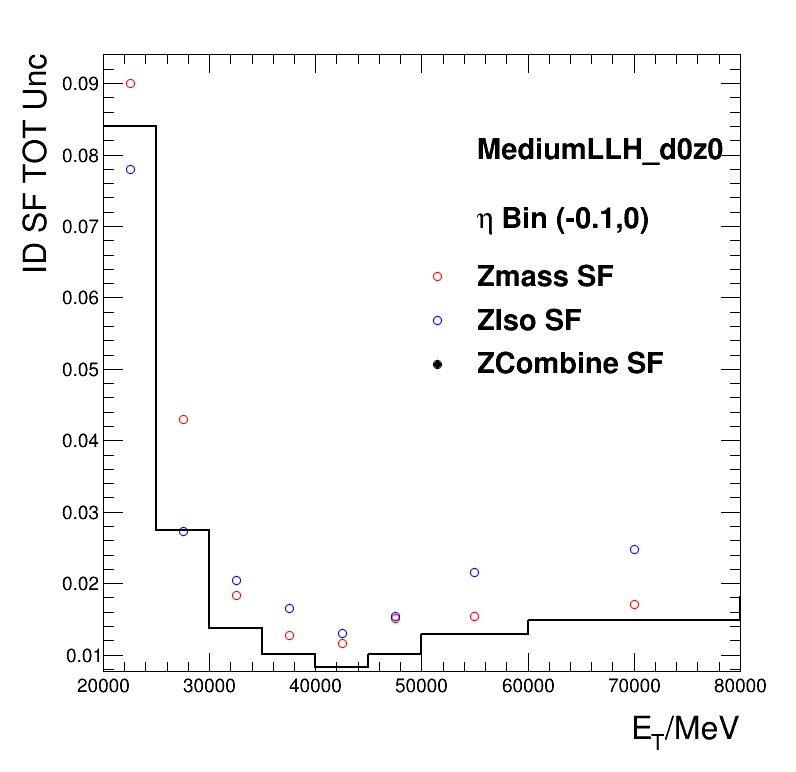 ID SF TOT Unc
0.09
0.08
0.07
0.06
0.05
0.04
0.03
0.02
0.01
MediumLLH_d0z0
η Bin (-0.1,0)
Zmass SF
ZIso SF
ZCombine SF
20000 30000 40000 50000 60000 70000 80000
E_T/MeV